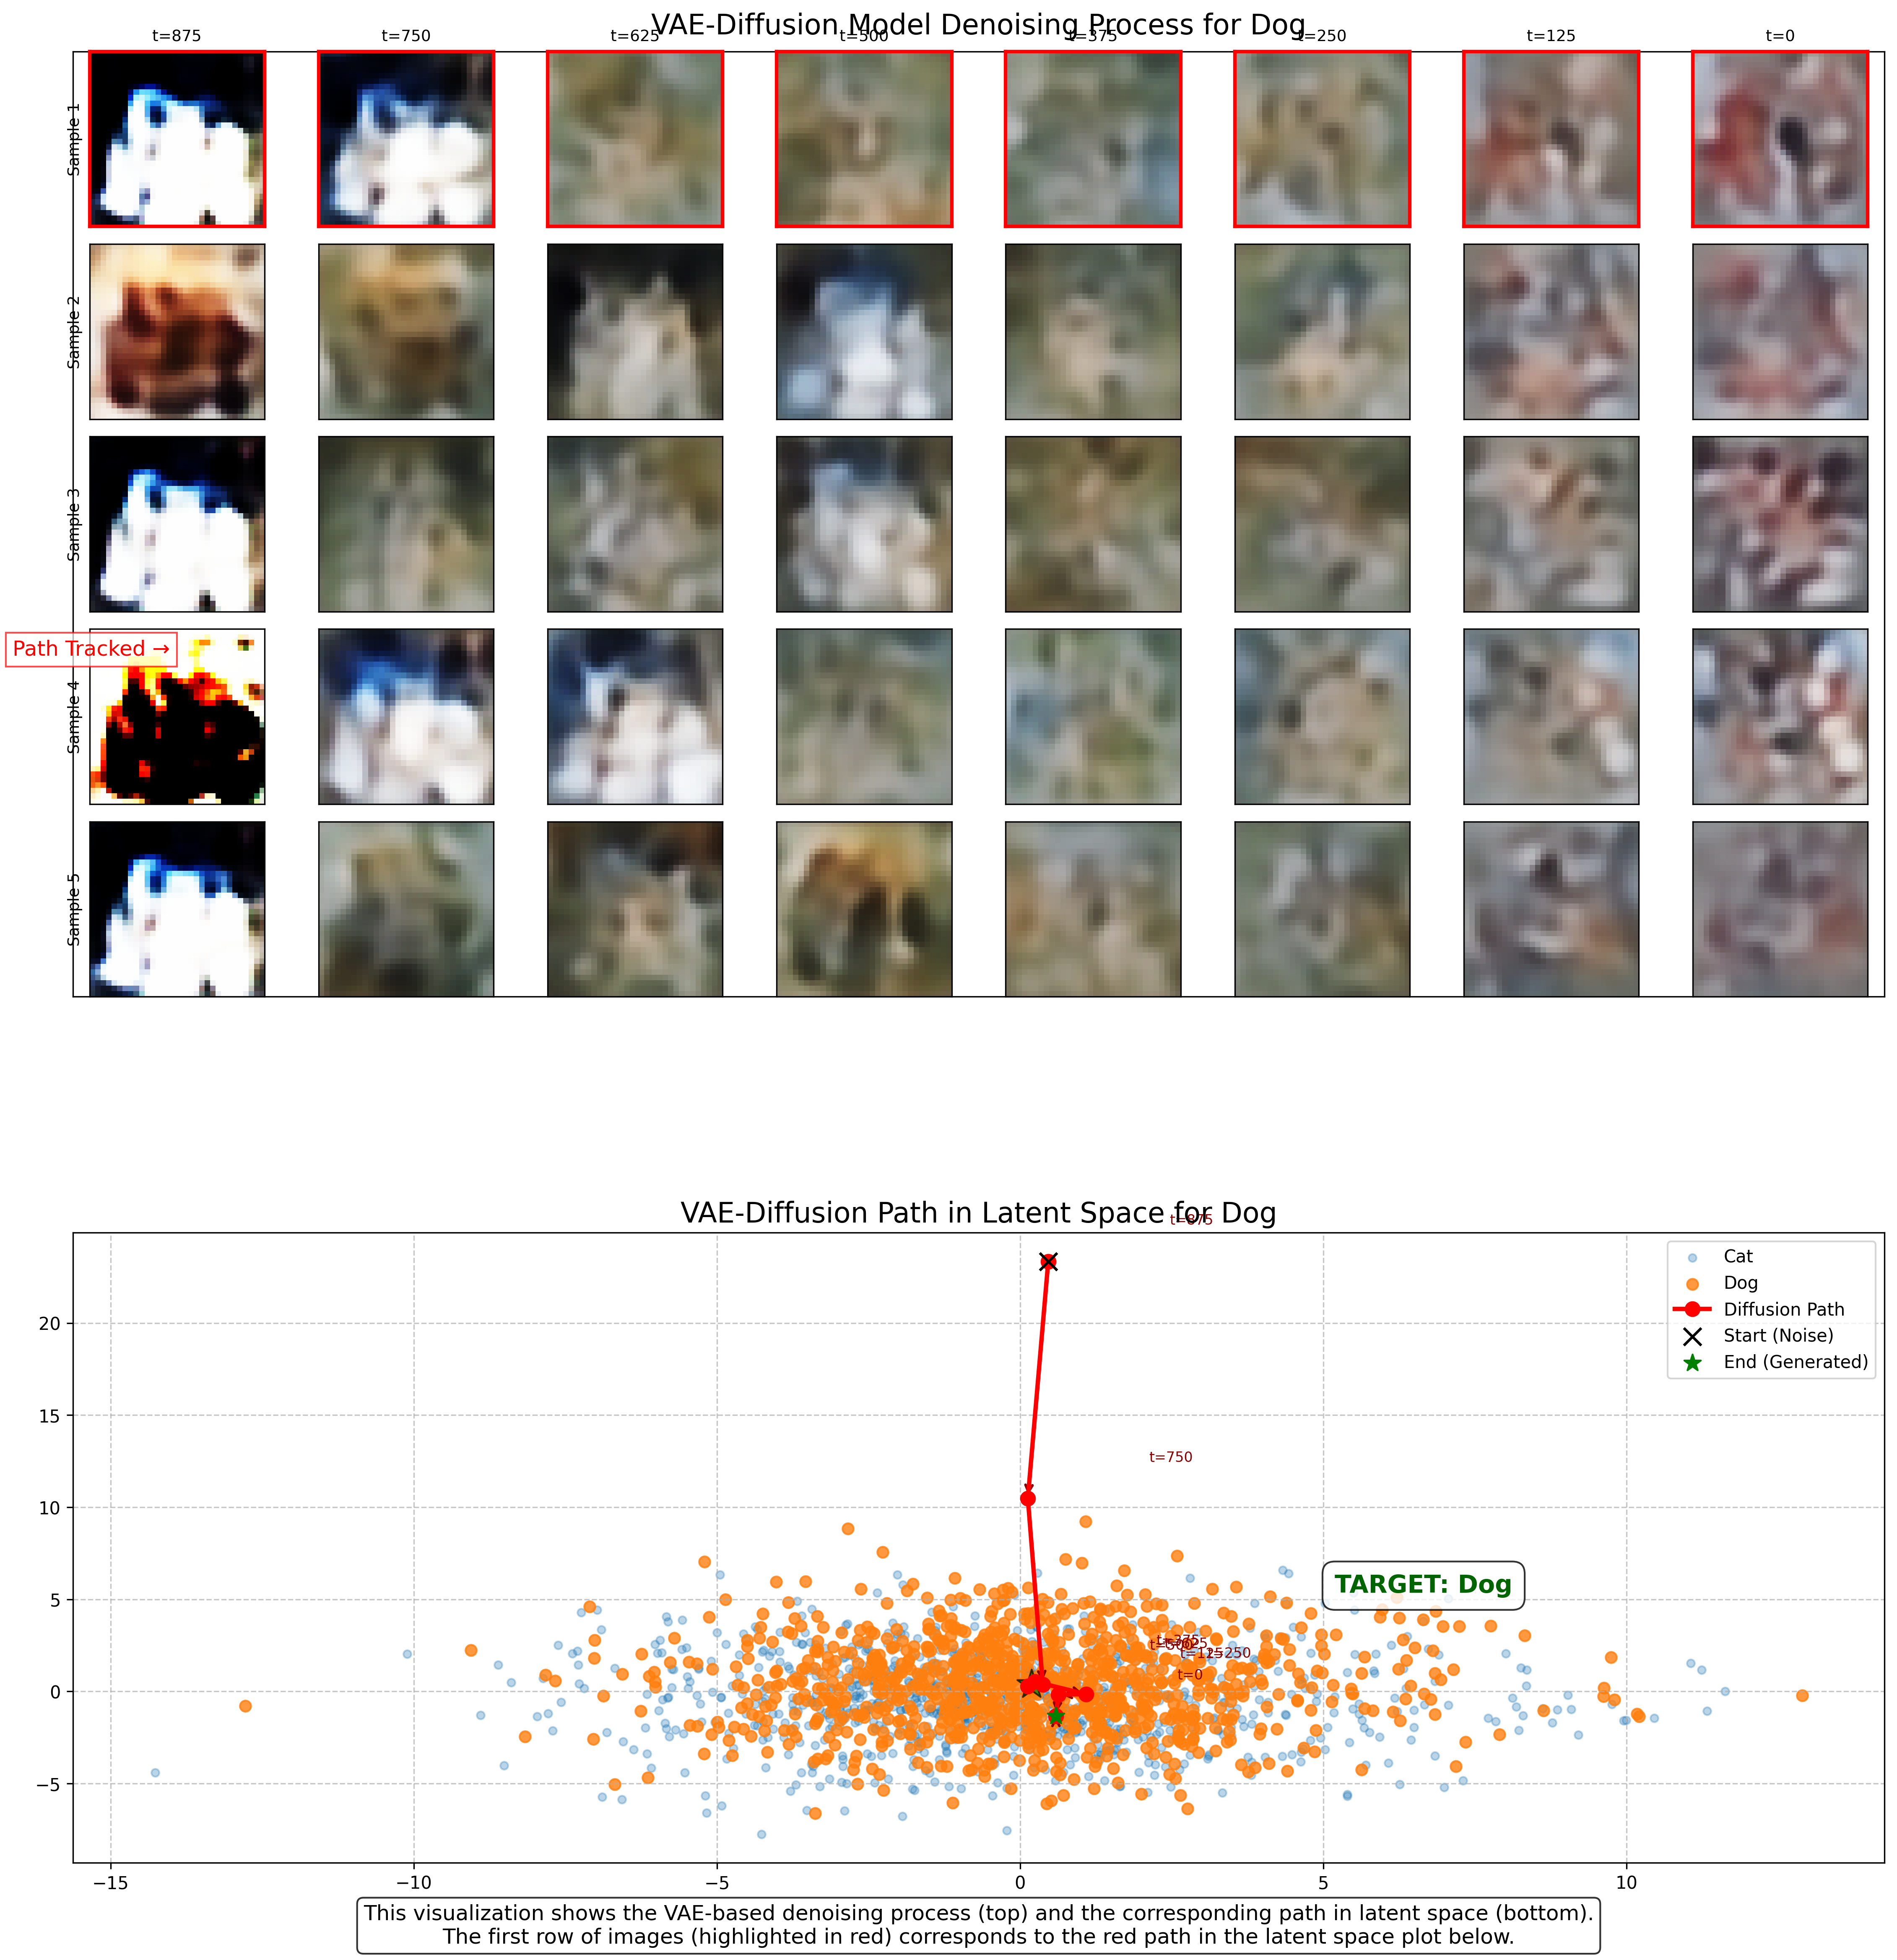 VAE-Diffusion Model Denoising Process for Dog
t=875
t=750
t=625
t=500
t=375
t=250
t=125
t=0
Sample 1
Sample 2
Sample 3
Path Tracked →
Sample 4
Sample 5
VAE-Diffusion Path in Latent Space for Dog
t=875
Cat
Dog
Diffusion Path
Start (Noise)
End (Generated)
20
15
t=750
10
TARGET: Dog
5
t=375
t=0
0
−5
−15
−10
−5
0
5
10
This visualization shows the VAE-based denoising process (top) and the corresponding path in latent space (bottom).
The first row of images (highlighted in red) corresponds to the red path in the latent space plot below.